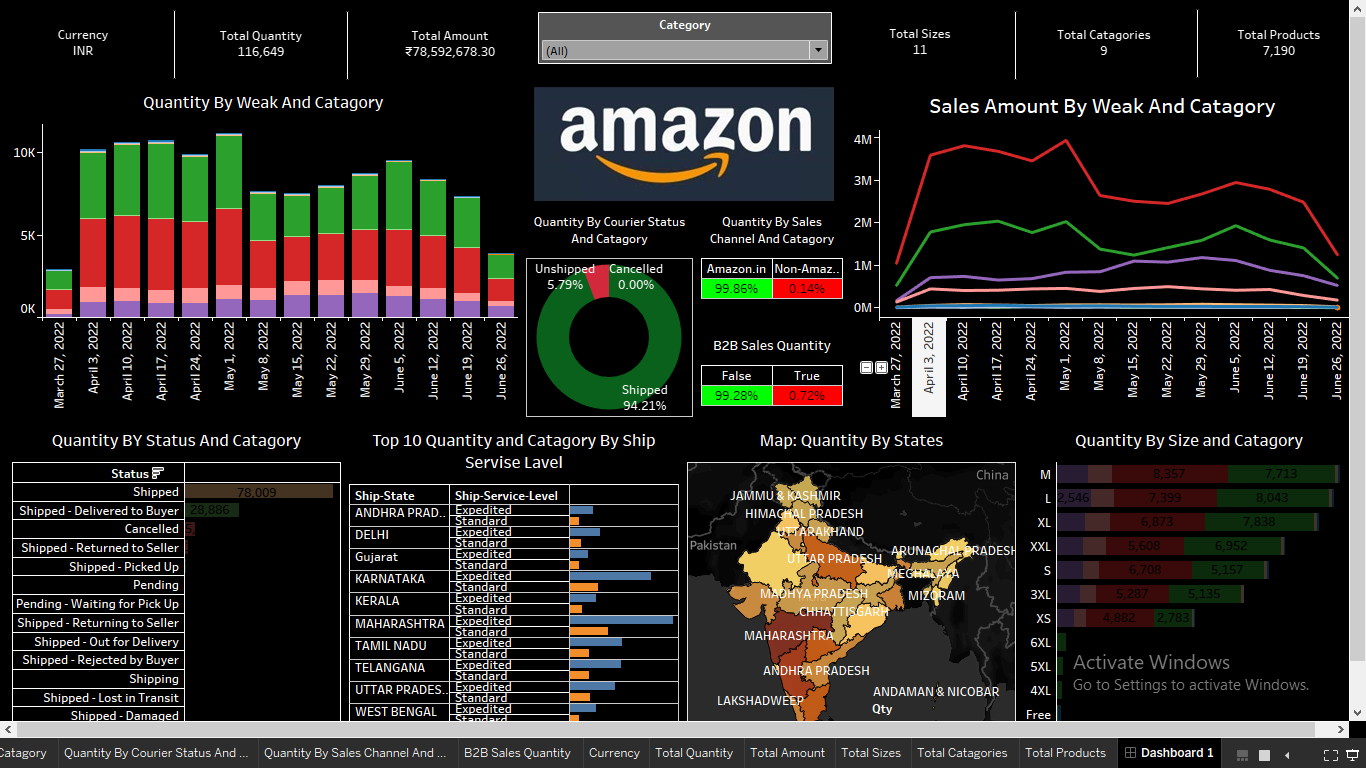 Currency
INR
Total Quantity
116,649
Total Amount
₹78,592,678.30
Category
(All)
Total Sizes
11
Total Catagories
9
Total Products
7,190
Quantity By Weak And Catagory
10K
5K
0K
March 27, 2022
April 3, 2022
April 10, 2022
April 17, 2022
April 24, 2022
May 1, 2022
May 8, 2022
May 15, 2022
May 22, 2022
May 29, 2022
June 5, 2022
June 12, 2022
June 19, 2022
June 26, 2022
amazon
Quantity By Courier Status
And Catagory
Unshipped
5.79%
Cancelled
0.00%
Shipped
94.21%
Quantity By Sales
Channel And Catagory
Amazon.in Non-Amaz..
99.86% 0.14%
B2B Sales Quantity
False True
99.28% 0.72%
Sales Amount By Weak And Catagory
4M
3M
2M
1M
0M
March 27, 2022
April 3, 2022
April 10, 2022
April 17, 2022
April 24, 2022
May 1, 2022
May 8, 2022
May 15, 2022
May 22, 2022
May 29, 2022
June 5, 2022
June 12, 2022
June 19, 2022
June 26, 2022
Quantity BY Status And Catagory
Status
Shipped 78,009
Shipped - Delivered to Buyer 28,886
Cancelled
Shipped - Returned to Seller
Shipped - Picked Up
Pending
Pending - Waiting for Pick Up
Shipped - Returning to Seller
Shipped - Out for Delivery
Shipped - Rejected by Buyer
Shipping
Shipped - Lost in Transit
Shipped - Damaged
Top 10 Quantity and Catagory By Ship
Servise Lavel
Ship-State Ship-Service-Level
ANDHRA PRAD.. Expedited
Standard
DELHI Expedited
Standard
Gujarat Expedited
Standard
KARNATAKA Expedited
Standard
KERALA Expedited
Standard
MAHARASHTRA Expedited
Standard
TAMIL NADU Expedited
Standard
TELANGANA Expedited
Standard
UTTAR PRADES.. Expedited
Standard
WEST BENGAL Expedited
Standard
Map: Quantity By States
China
JAMMU & KASHMIR
HIMACHAL PRADESH
UTTARAKHAND
Pakistan
ARUNACHAL PRADESH
UTTAR PRADESH
MEGHALAYA
MADHYA PRADESH
MIZORAM
CHHATTISGARH
MAHARASHTRA
ANDHRA PRADESH
LAKSHADWEEP
ANDAMAN & NICOBAR
Qty
Quantity By Size and Catagory
M 8,357 7,713
L 2,546 7,399 8,043
XL 6,873 7,838
XXL 5,608 6,952
S 6,708 5,157
3XL 5,287 5,135
XS 4,882 2,783
6XL
5XL
4XL
Free
Activate Windows
Go to Settings to activate Windows.
Catagory
Quantity By Courier Status And ...
Quantity By Sales Channel And ...
B2B Sales Quantity
Currency
Total Quantity
Total Amount
Total Sizes
Total Catagories
Total Products
Dashboard 1